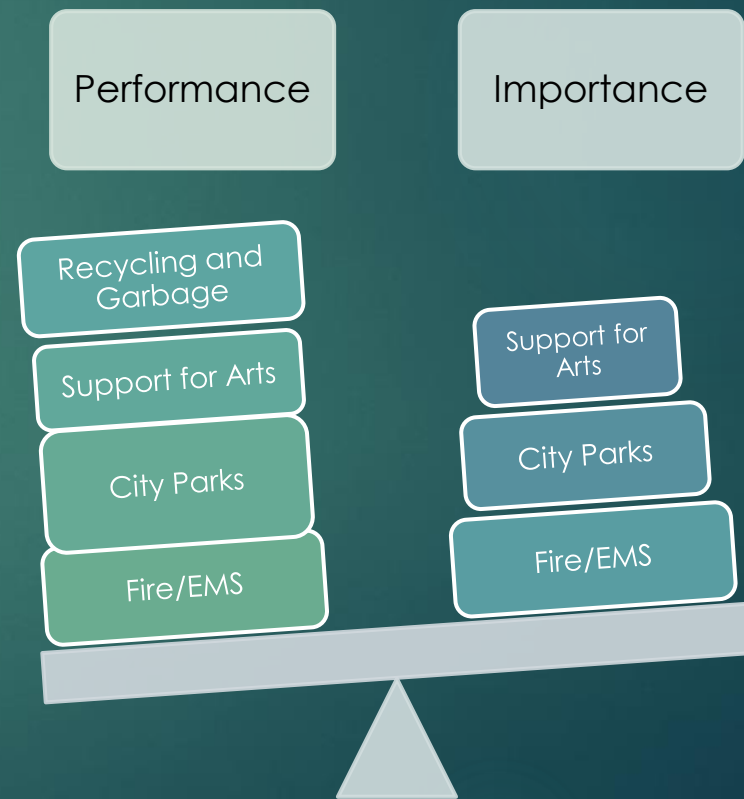 Performance
Importance
Recycling and
Garbage
Support for Arts
City Parks
Fire/EMS
Support for
Arts
City Parks
Fire/EMS